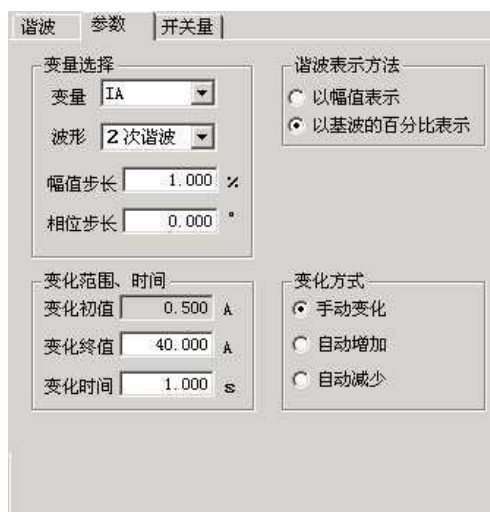 谐波 参数 开关量
变量选择
变量 IA
波形 2次谐波
幅值步长 1.000 %
相位步长 0.000 °
谐波表示方法
以幅值表示
以基波的百分比表示
变化范围、时间
变化初值 0.500 A
变化终值 40.000 A
变化时间 1.000 s
变化方式
手动变化
自动增加
自动减少